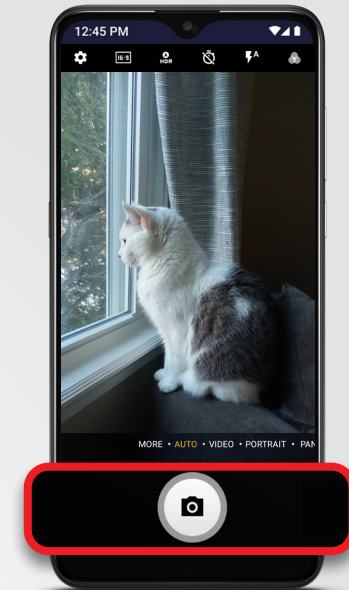 12:45 PM
16:9
HDR
A
MORE • AUTO • VIDEO • PORTRAIT • PAN